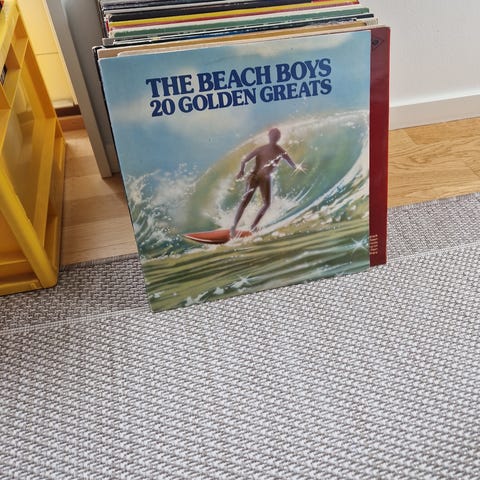 THE BEACH BOYS
20 GOLDEN GREATS